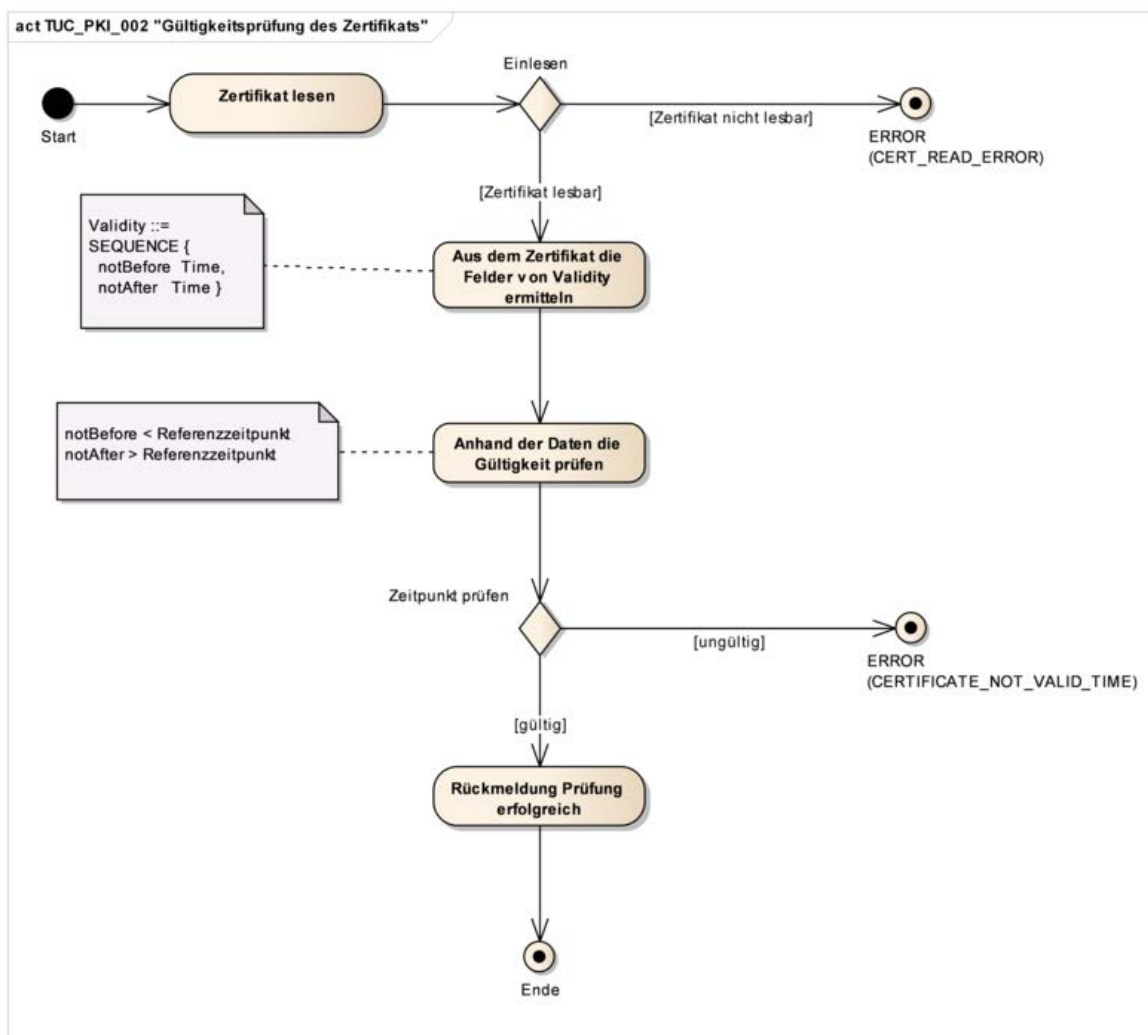 act TUC_PKI_002 "Gültigkeitsprüfung des Zertifikats"
Einlesen
Zertifikat lesen
Start
[Zertifikat nicht lesbar]
ERROR
(CERT_READ_ERROR)
[Zertifikat lesbar]
Validity ::=
SEQUENCE {
notBefore Time,
notAfter Time }
Aus dem Zertifikat die
Felder von Validity
ermitteln
notBefore < Referenzzeitpunkt
notAfter > Referenzzeitpunkt
Anhand der Daten die
Gültigkeit prüfen
Zeitpunkt prüfen
[ungültig]
ERROR
(CERTIFICATE_NOT_VALID_TIME)
[gültig]
Rückmeldung Prüfung
erfolgreich
Ende